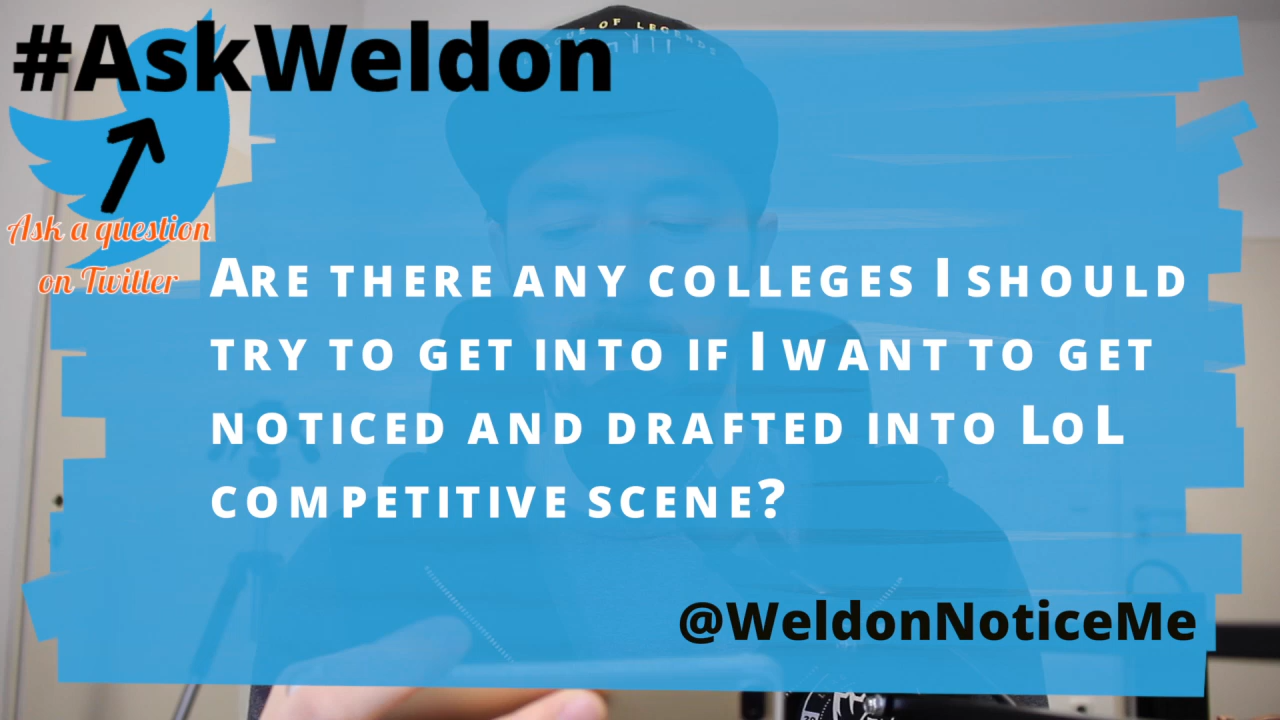 #AskWeldon
Ask a question
on Twitter
ARE THERE ANY COLLEGES I SHOULD
TRY TO GET INTO IF I WANT TO GET
NOTICED AND DRAFTED INTO LOL
COMPETITIVE SCENE?
@WeldonNoticeMe